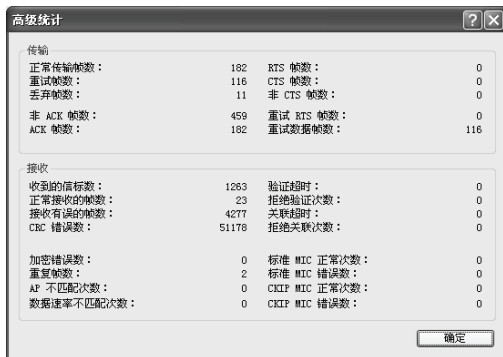 高级统计
传输
正常传输帧数： 182 RTS 帧数： 0
重试帧数： 116 CTS 帧数： 0
丢弃帧数： 11 非 CTS 帧数： 0
非 ACK 帧数： 459 重试 RTS 帧数： 0
ACK 帧数： 182 重试数据帧数： 116
接收
收到的信标数： 1263 验证超时： 0
正常接收的帧数： 23 拒绝验证次数： 0
接收有误的帧数： 4277 关联超时： 0
CRC 错误数： 51178 拒绝关联次数： 0
加密错误数： 0 标准 MIC 正常次数： 0
重复帧数： 2 标准 MIC 错误数： 0
AP 不匹配次数： 0 CKIP MIC 正常次数： 0
数据速率不匹配次数： 0 CKIP MIC 错误数： 0
确定